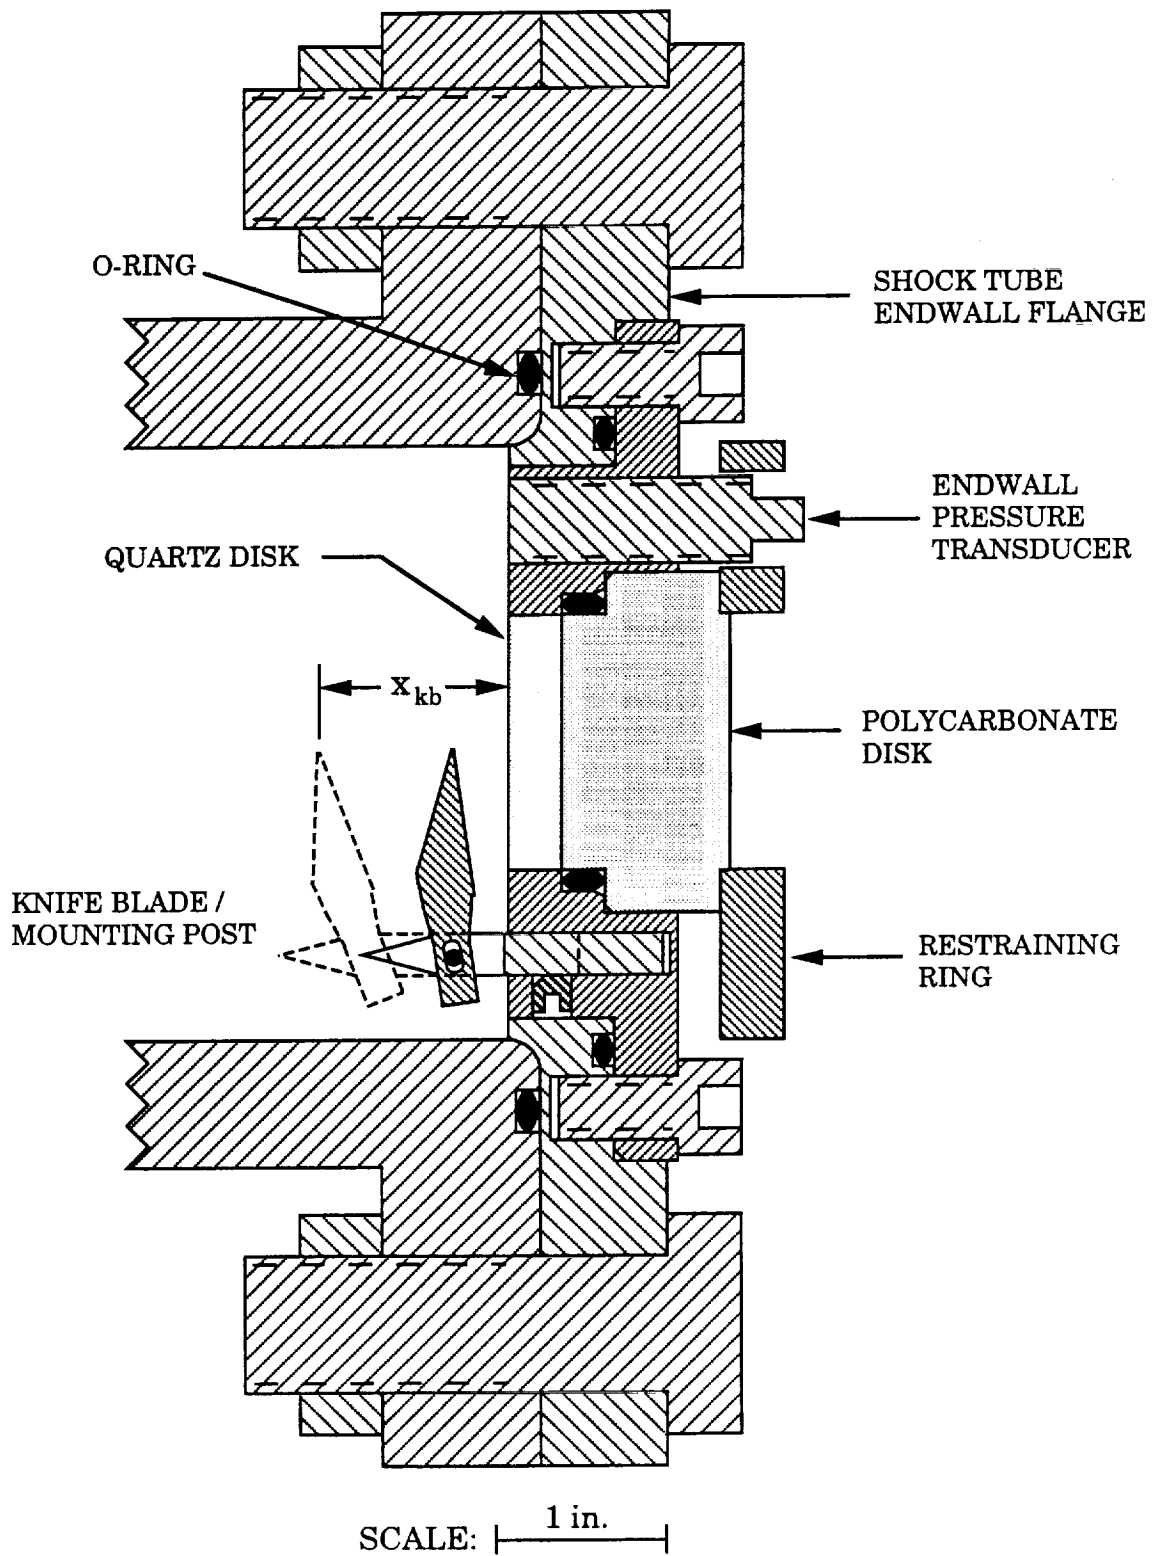 O-RING
SHOCK TUBE
ENDWALL FLANGE
ENDWALL
PRESSURE
TRANSDUCER
QUARTZ DISK
x kb
POLYCARBONATE
DISK
KNIFE BLADE /
MOUNTING POST
RESTRAINING
RING
1 in.
SCALE: